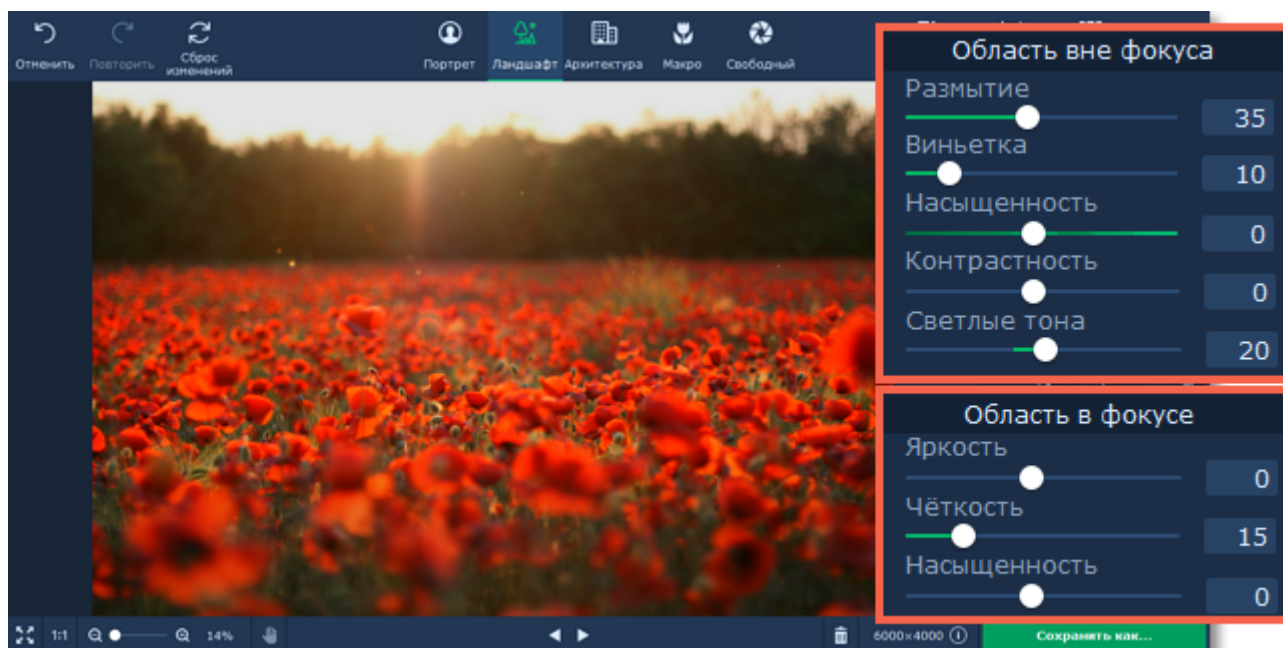 Отменить
Повторить
Сброс
изменений
Портрет
Ландшафт
Архитектура
Макро
Свободный
Область вне фокуса
Размытие
35
Виньетка
10
Насыщенность
0
Контрастность
0
Светлые тона
20
Область в фокусе
Яркость
0
Чёткость
15
Насыщенность
0
1:1
14%
6000×4000
Сохранить как...